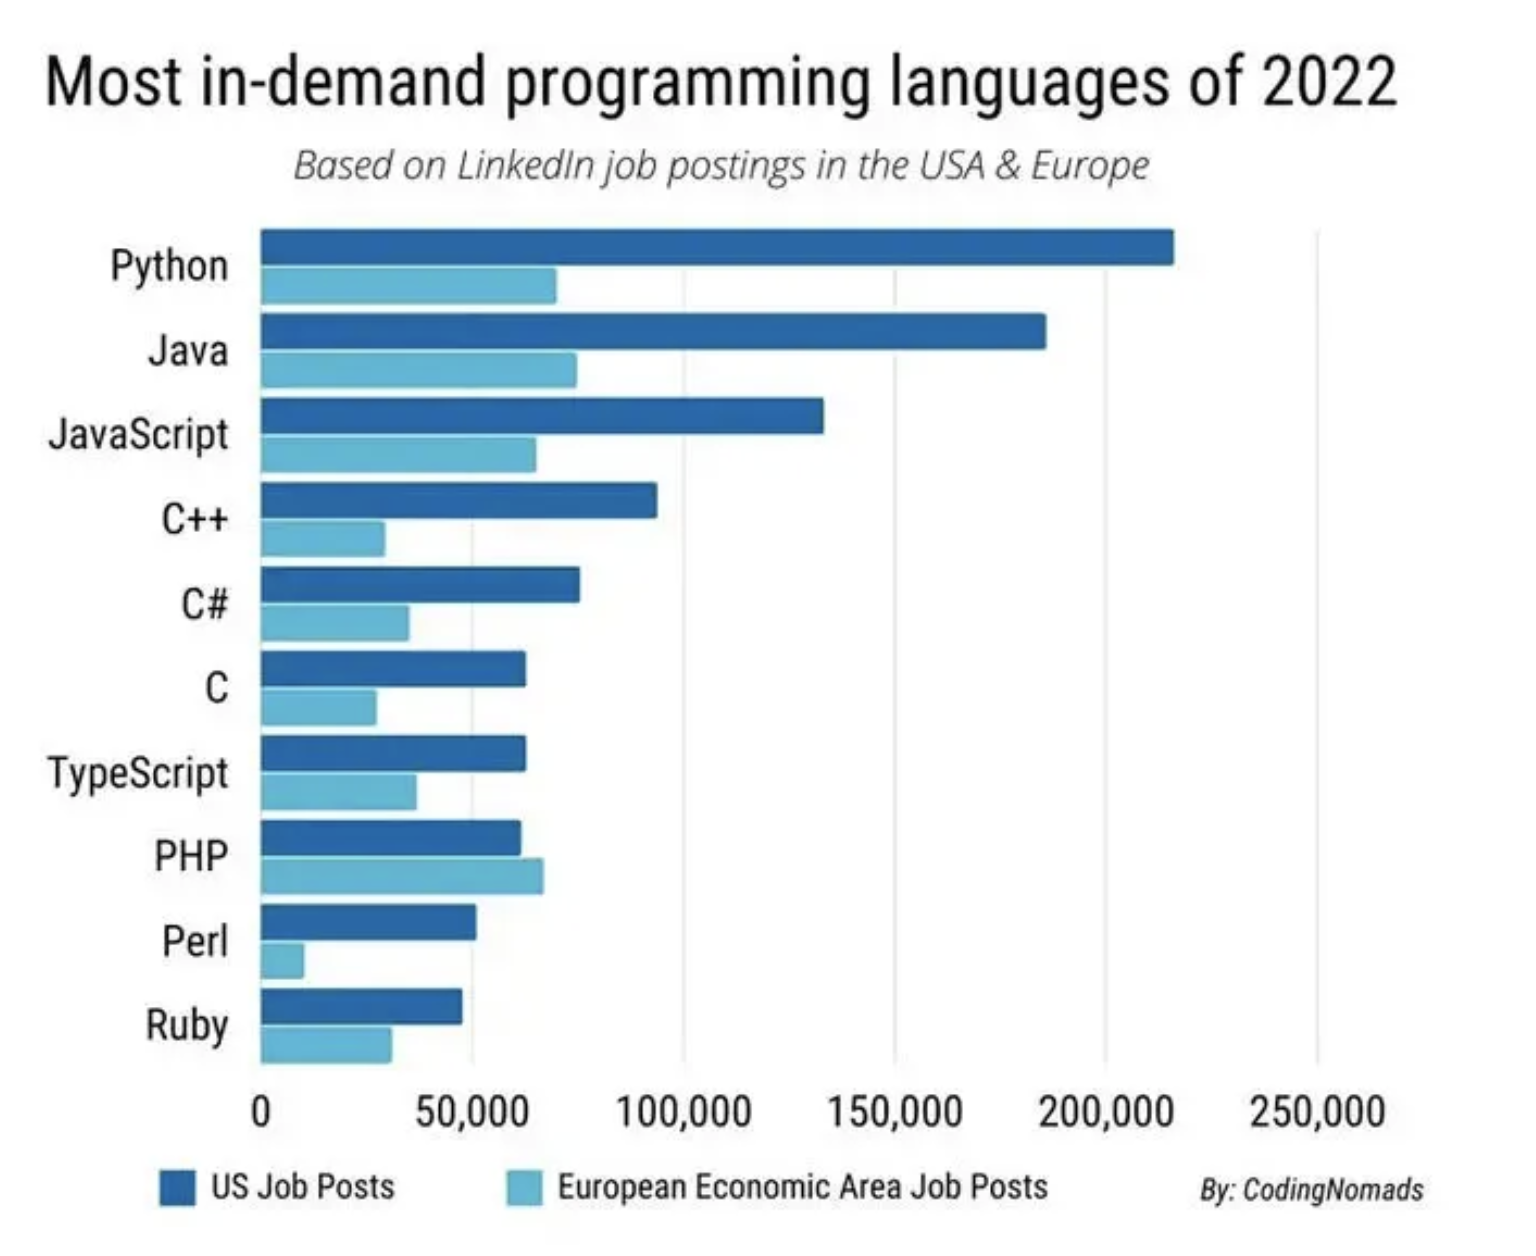 Most in-demand programming languages of 2022
Based on LinkedIn job postings in the USA & Europe
Python
Java
JavaScript
C++
C#
C
TypeScript
PHP
Perl
Ruby
0 50,000 100,000 150,000 200,000 250,000
US Job Posts European Economic Area Job Posts By: CodingNomads